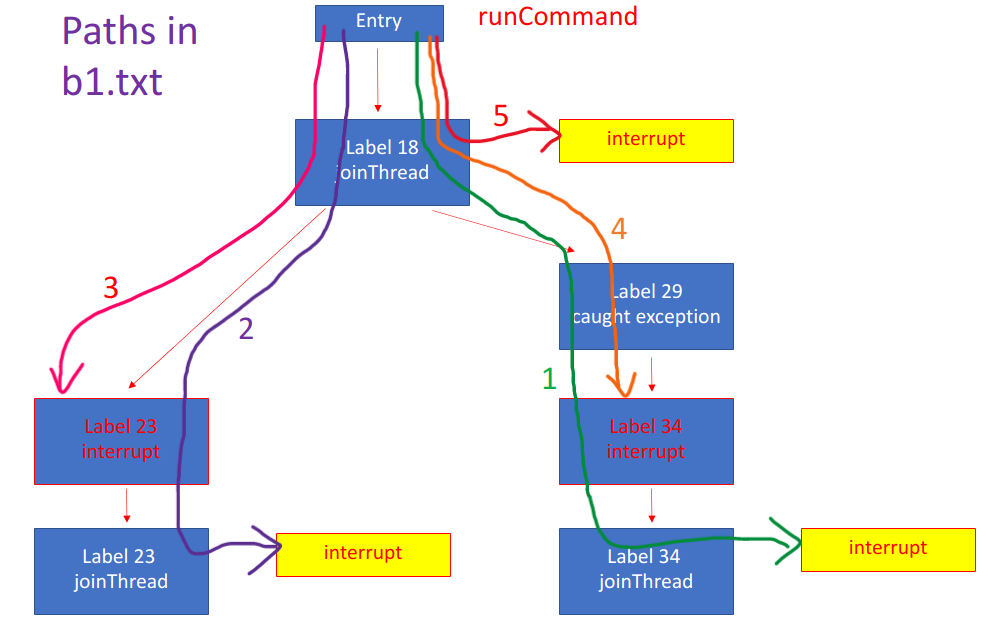 Paths in
b1.txt
Entry
runCommand
5
interrupt
Label 18
joinThread
4
3
2
Label 29
caught exception
1
Label 23
interrupt
Label 34
interrupt
Label 23
joinThread
interrupt
Label 34
joinThread
interrupt